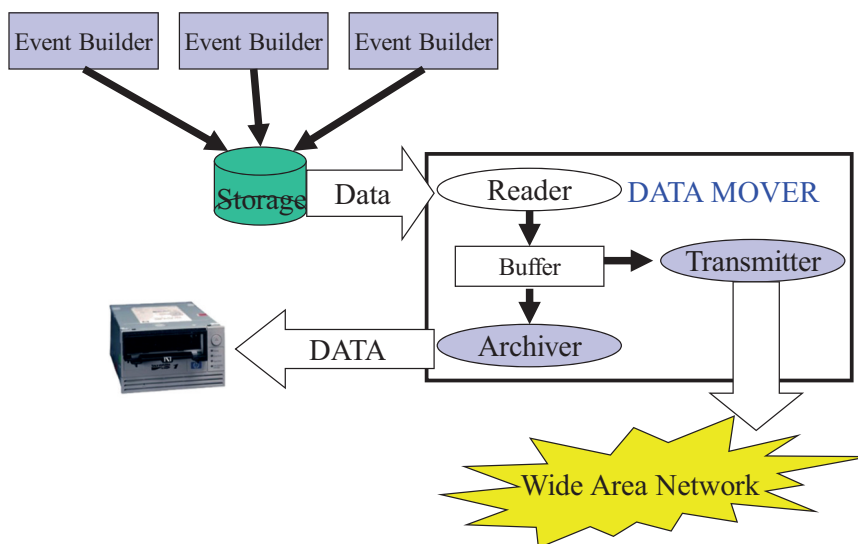 Event Builder
Event Builder
Event Builder
Storage
Data
Reader
DATA MOVER
Buffer
Transmitter
DATA
Archiver
Wide Area Network